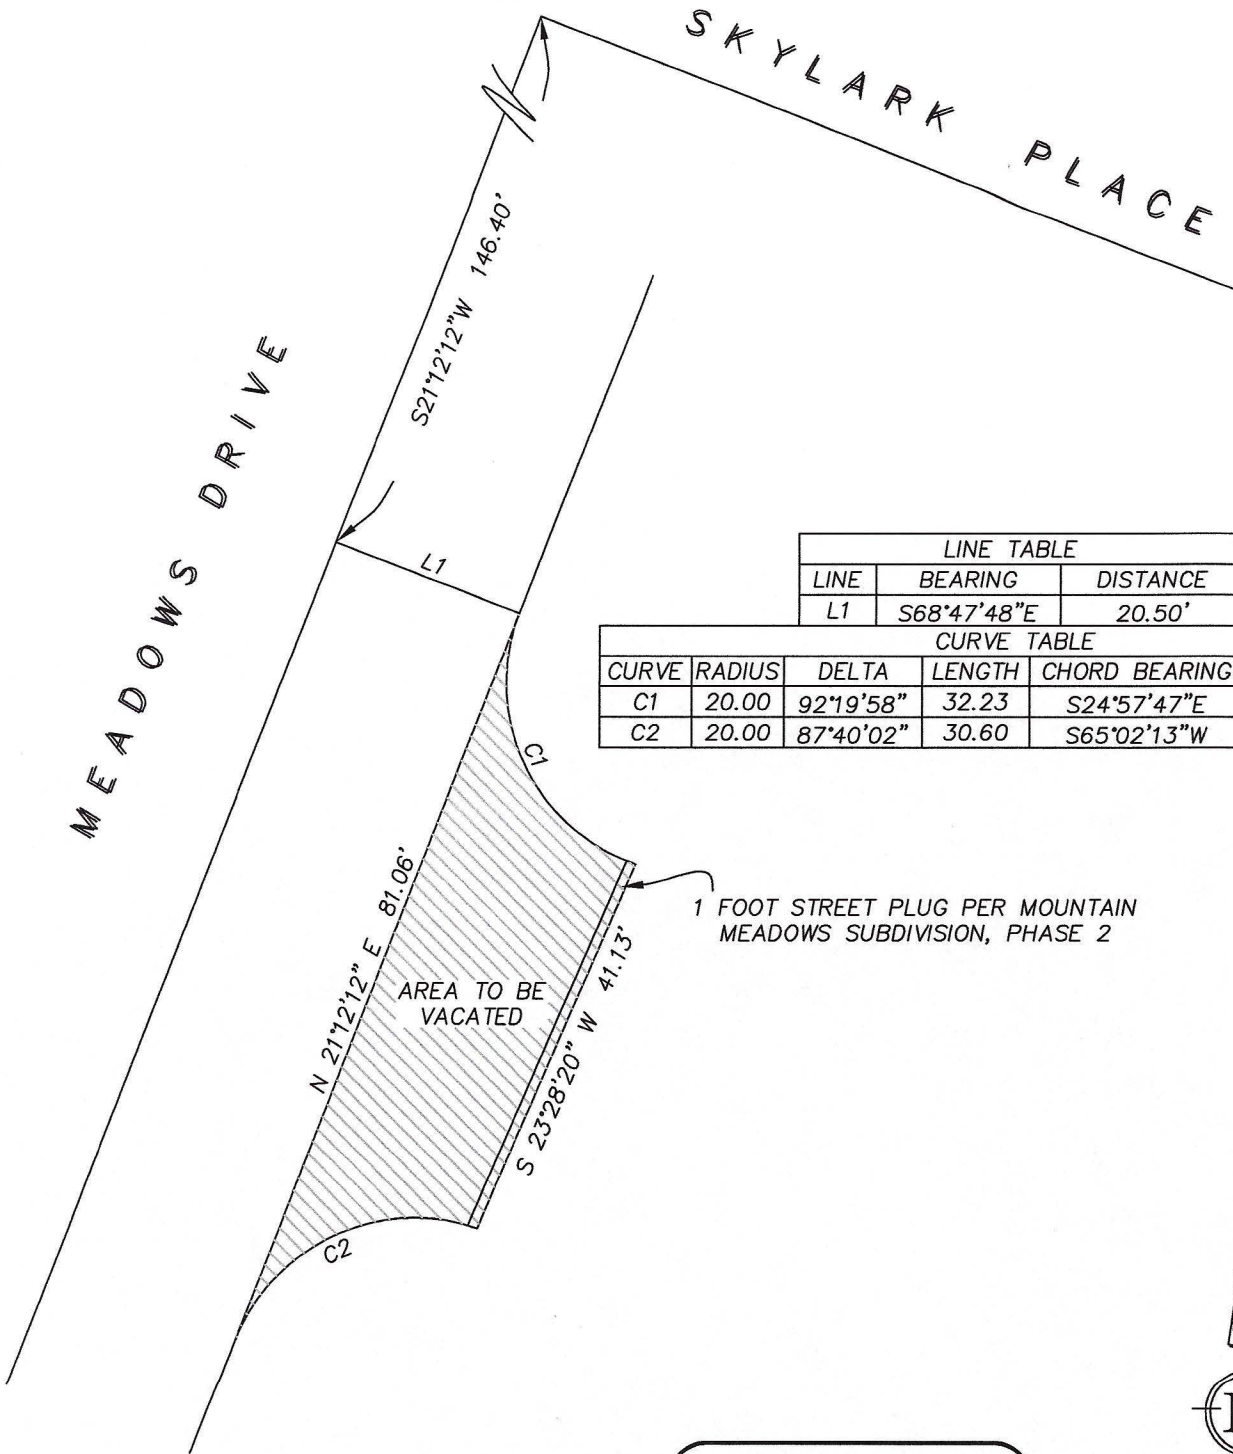 SKYLARK PLACE
S21°12'12"W 146.40'
MEADOWS DRIVE
L1
LINE TABLE
LINE BEARING DISTANCE
L1 S68°47'48"E 20.50'
CURVE TABLE
CURVE RADIUS DELTA LENGTH CHORD BEARING
C1 20.00 92°19'58" 32.23 S24°57'47"E
C2 20.00 87°40'02" 30.60 S65°02'13"W
C1
N 21°12'12" E 81.06'
1 FOOT STREET PLUG PER MOUNTAIN
MEADOWS SUBDIVISION, PHASE 2
AREA TO BE
VACATED
S 23°28'20" W 41.13'
C2